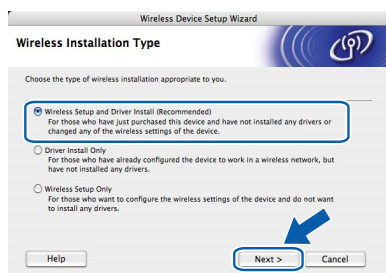 Wireless Device Setup Wizard
Wireless Installation Type
Choose the type of wireless installation appropriate to you.
Wireless Setup and Driver Install (Recommended)
For those who have just purchased this device and have not installed any drivers or
changed any of the wireless settings of the device.
Driver Install Only
For those who have already configured the device to work in a wireless network, but
have not installed any drivers.
Wireless Setup Only
For those who want to configure the wireless settings of the device and do not want
to install any drivers.
Help
Next >
Cancel